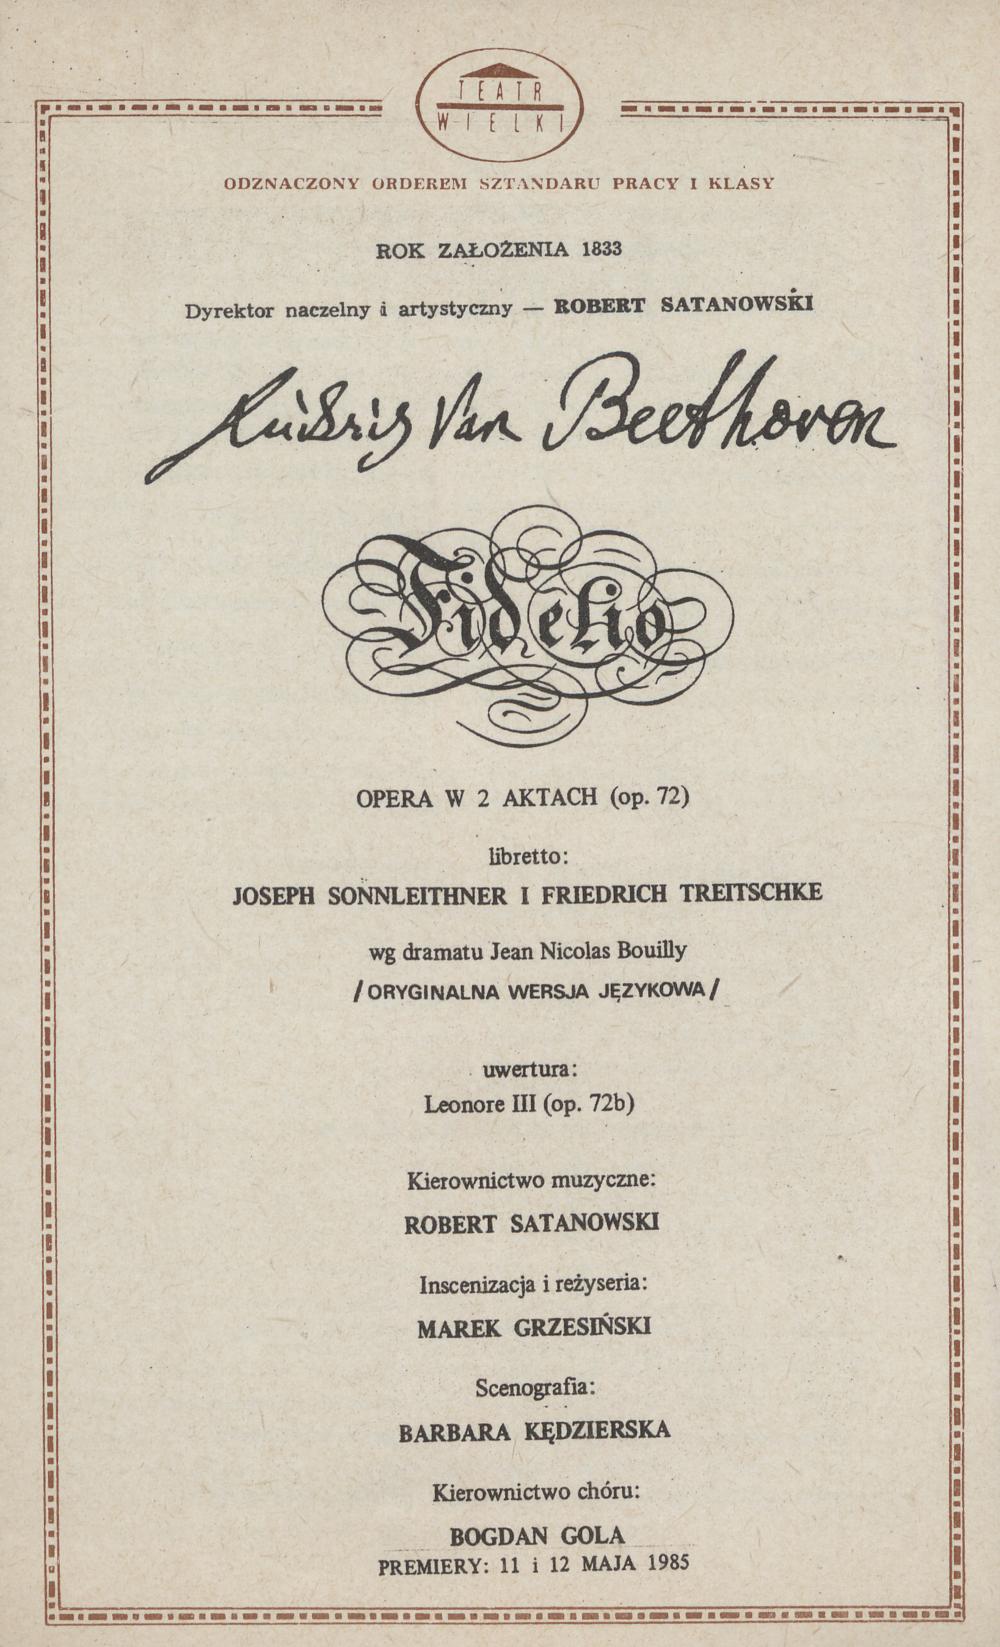 TEATR
WIELKI
ODZNACZONY ORDEREM SZTANDARU PRACY I KLASY
ROK ZAŁOŻENIA 1833
Dyrektor naczelny i artystyczny — ROBERT SATANOWSKI
Ludwig Van Beethoven
Fidelio
OPERA W 2 AKTACH (op. 72)
libretto:
JOSEPH SONNLEITHNER I FRIEDRICH TREITSCHKE
wg dramatu Jean Nicolas Bouilly
/ORYGINALNA WERSJA JĘZYKOWA/
uwertura:
Leonore III (op. 72b)
Kierownictwo muzyczne:
ROBERT SATANOWSKI
Inscenizacja i reżyseria:
MAREK GRZESIŃSKI
Scenografia:
BARBARA KĘDZIERSKA
Kierownictwo chóru:
BOGDAN GOLA
PREMIERY: 11 i 12 MAJA 1985